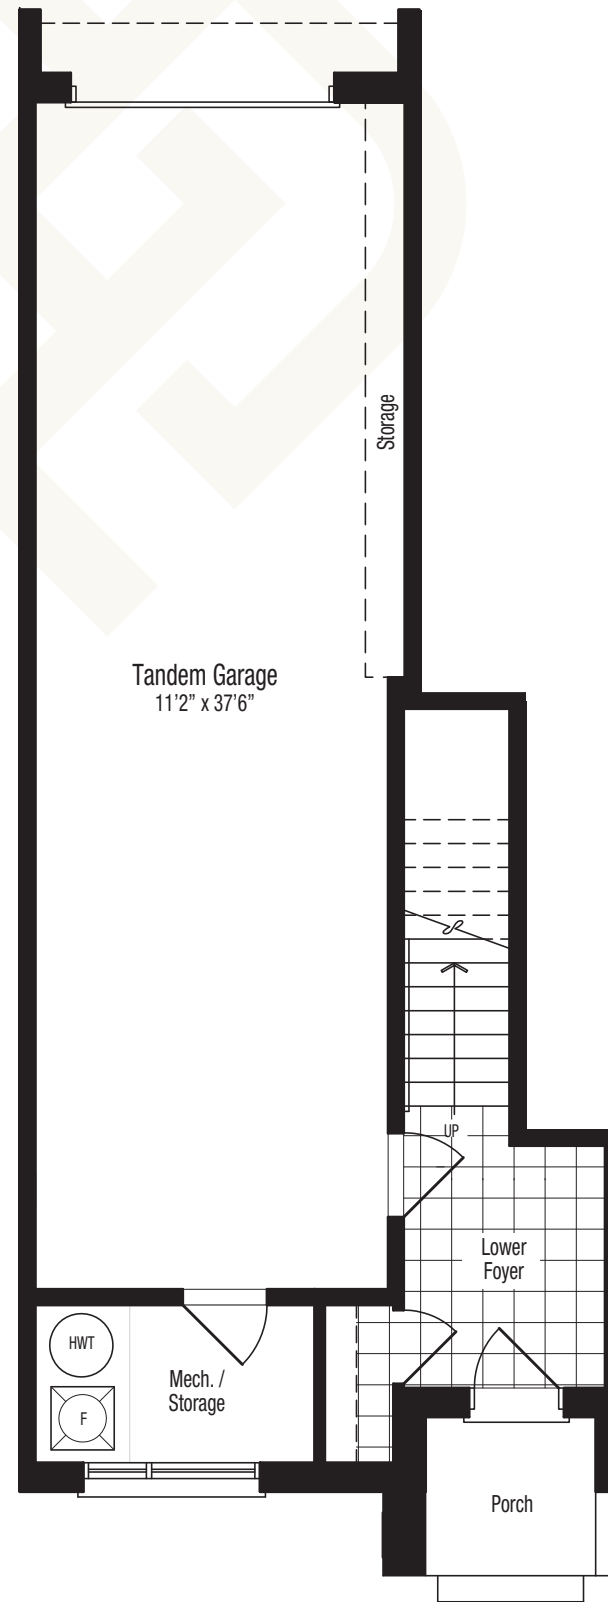 Storage
Tandem Garage
11'2" x 37'6"
UP
Lower
Foyer
HWT
Mech. /
Storage
F
Porch